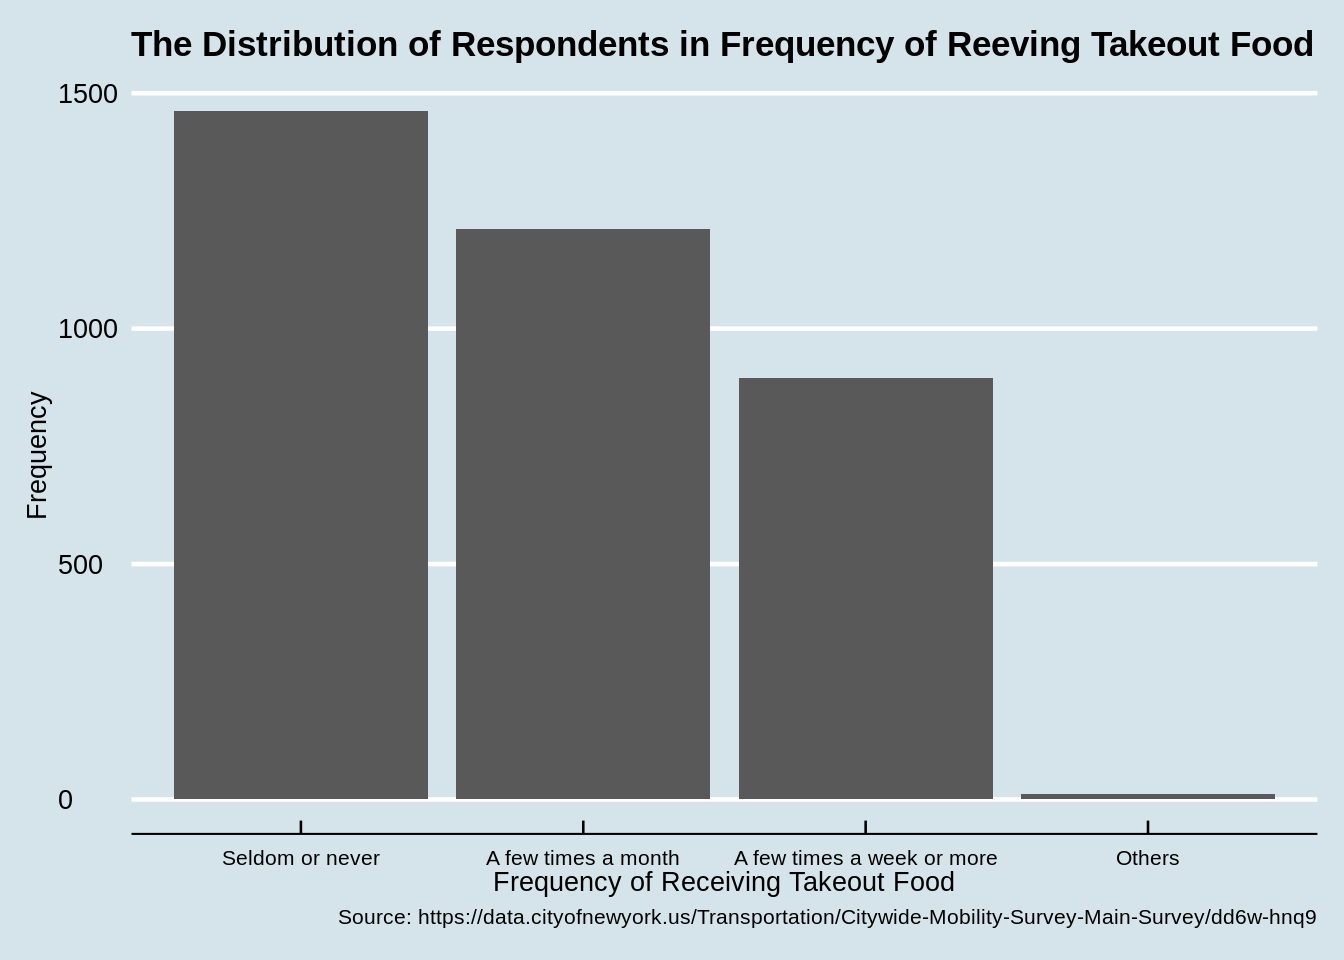 The Distribution of Respondents in Frequency of Reeving Takeout Food
1500
1000
500
0
Frequency
Seldom or never
A few times a month
A few times a week or more
Others
Frequency of Receiving Takeout Food
Source: https://data.cityofnewyork.us/Transportation/Citywide-Mobility-Survey-Main-Survey/dd6w-hnq9